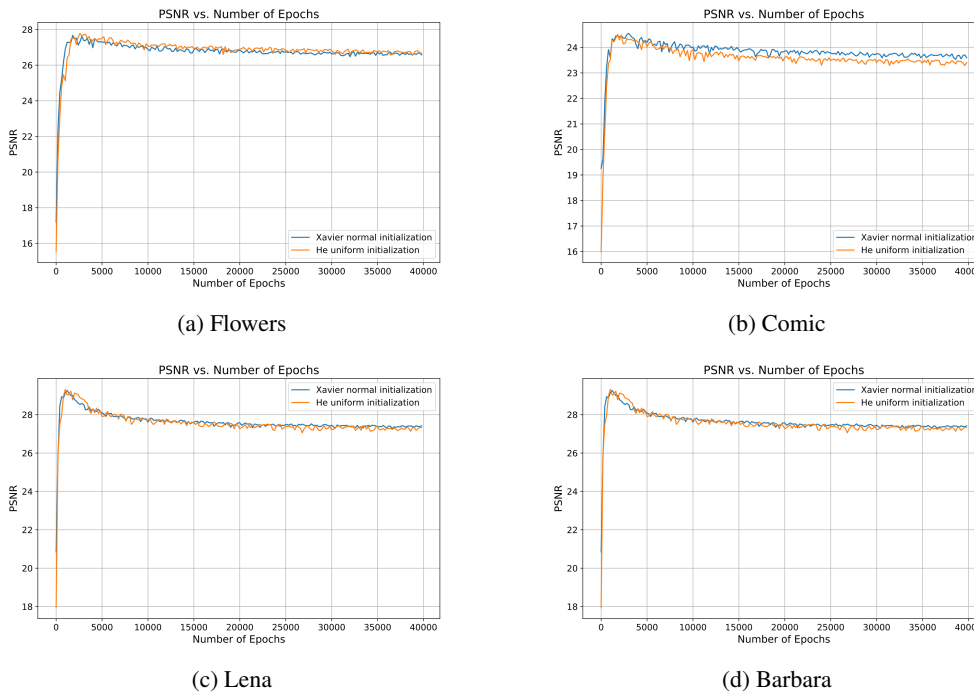 PSNR vs. Number of Epochs
28
26
24
22
20
18
16
PSNR
0 5000 10000 15000 20000 25000 30000 35000 40000
Number of Epochs
Xavier normal initialization
He uniform initialization
(a) Flowers
PSNR vs. Number of Epochs
24
23
22
21
20
19
18
17
16
PSNR
0 5000 10000 15000 20000 25000 30000 35000 4000
Number of Epochs
Xavier normal initialization
He uniform initialization
(b) Comic
PSNR vs. Number of Epochs
Xavier normal initialization
He uniform initialization
28
26
24
22
20
18
PSNR
0 5000 10000 15000 20000 25000 30000 35000 40000
Number of Epochs
(c) Lena
PSNR vs. Number of Epochs
Xavier normal initialization
He uniform initialization
28
26
24
22
20
18
PSNR
0 5000 10000 15000 20000 25000 30000 35000 4000
Number of Epochs
(d) Barbara